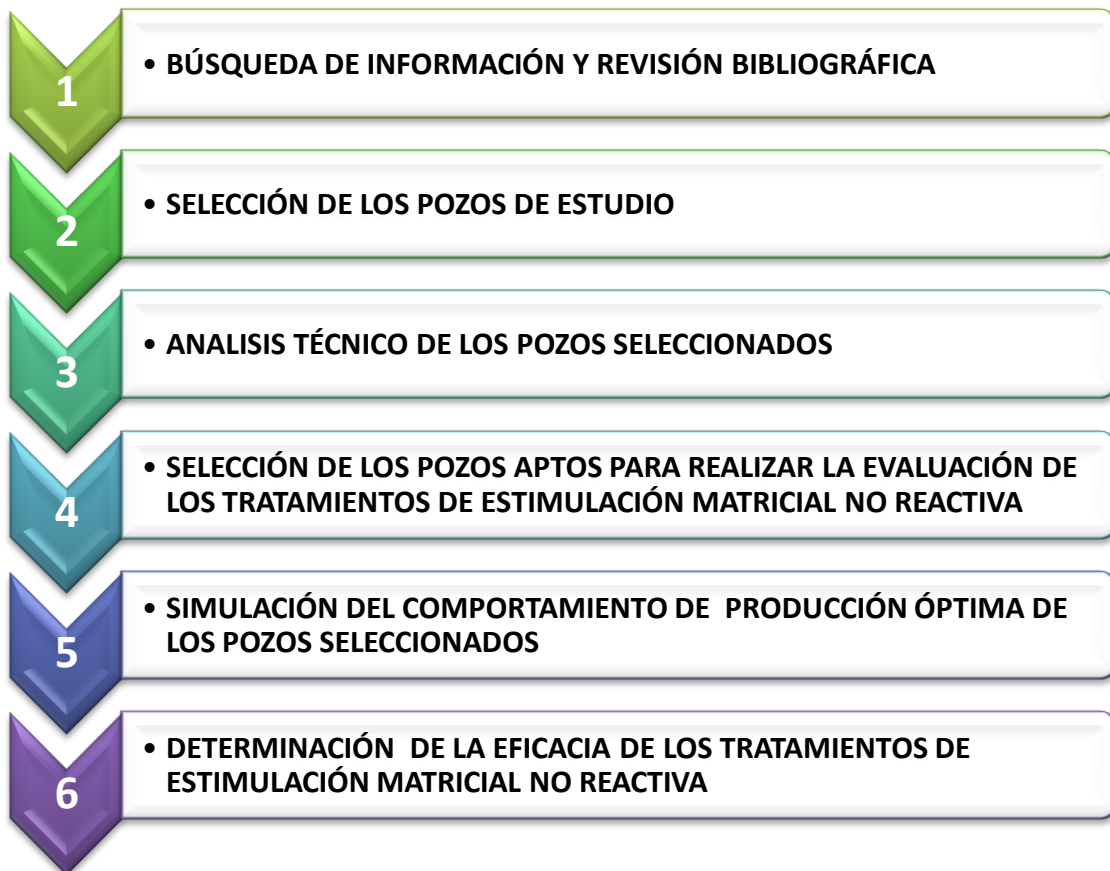 1
• BÚSQUEDA DE INFORMACIÓN Y REVISIÓN BIBLIOGRÁFICA
2
• SELECCIÓN DE LOS POZOS DE ESTUDIO
3
• ANALISIS TÉCNICO DE LOS POZOS SELECCIONADOS
4
• SELECCIÓN DE LOS POZOS APTOS PARA REALIZAR LA EVALUACIÓN DE
LOS TRATAMIENTOS DE ESTIMULACIÓN MATRICIAL NO REACTIVA
5
• SIMULACIÓN DEL COMPORTAMIENTO DE PRODUCCIÓN ÓPTIMA DE
LOS POZOS SELECCIONADOS
6
• DETERMINACIÓN DE LA EFICACIA DE LOS TRATAMIENTOS DE
ESTIMULACIÓN MATRICIAL NO REACTIVA